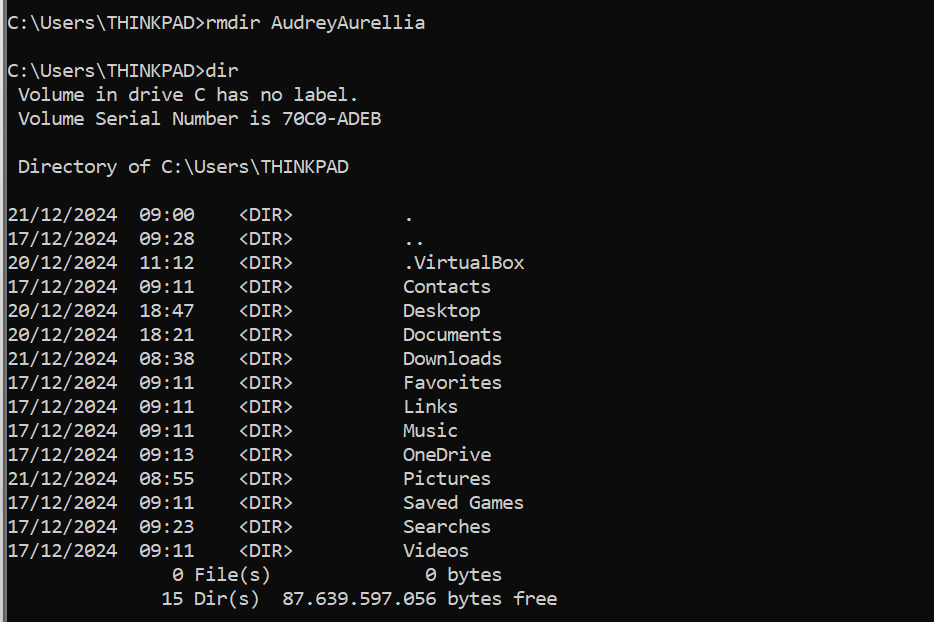 C:\Users\THINKPAD>rmdir AudreyAurellia
C:\Users\THINKPAD>dir
Volume in drive C has no label.
Volume Serial Number is 70C0-ADEB
Directory of C:\Users\THINKPAD
21/12/2024  09:00    <DIR>          .
17/12/2024  09:28    <DIR>          ..
20/12/2024  11:12    <DIR>          .VirtualBox
17/12/2024  09:11    <DIR>          Contacts
20/12/2024  18:47    <DIR>          Desktop
20/12/2024  18:21    <DIR>          Documents
21/12/2024  08:38    <DIR>          Downloads
17/12/2024  09:11    <DIR>          Favorites
17/12/2024  09:11    <DIR>          Links
17/12/2024  09:11    <DIR>          Music
17/12/2024  09:13    <DIR>          OneDrive
21/12/2024  08:55    <DIR>          Pictures
17/12/2024  09:11    <DIR>          Saved Games
17/12/2024  09:23    <DIR>          Searches
17/12/2024  09:11    <DIR>          Videos
0 File(s)              0 bytes
15 Dir(s)  87.639.597.056 bytes free